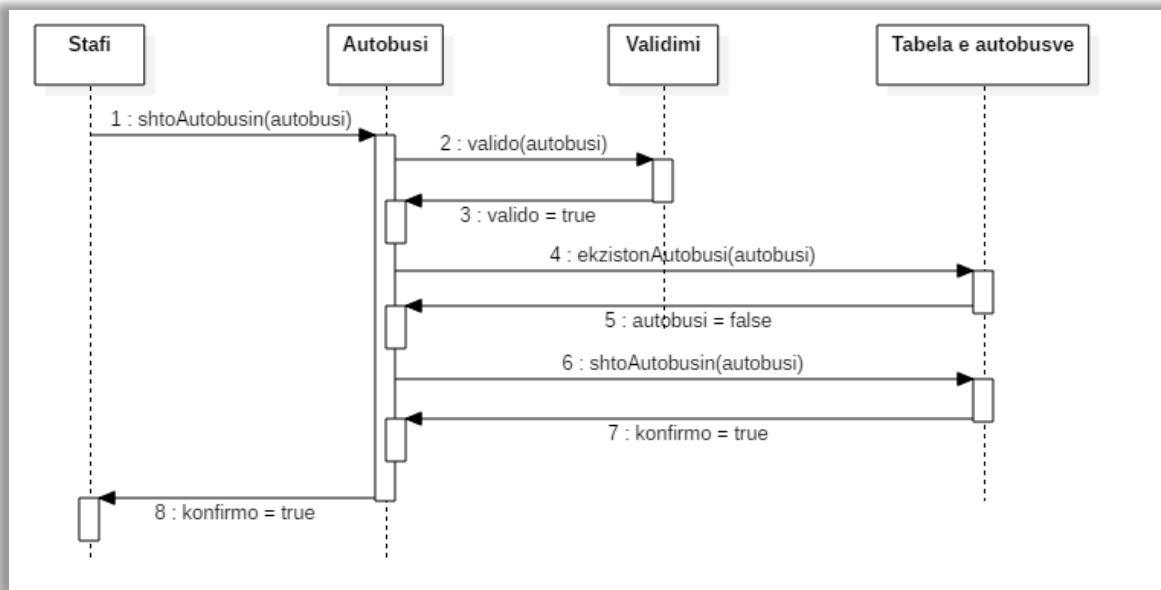 Stafi
Autobusi
Validimi
Tabela e autobusve
1 : shtoAutobusin(autobusi)
2 : valido(autobusi)
3 : valido = true
4 : ekzistonAutobusi(autobusi)
5 : autobusi = false
6 : shtoAutobusin(autobusi)
7 : konfirmo = true
8 : konfirmo = true